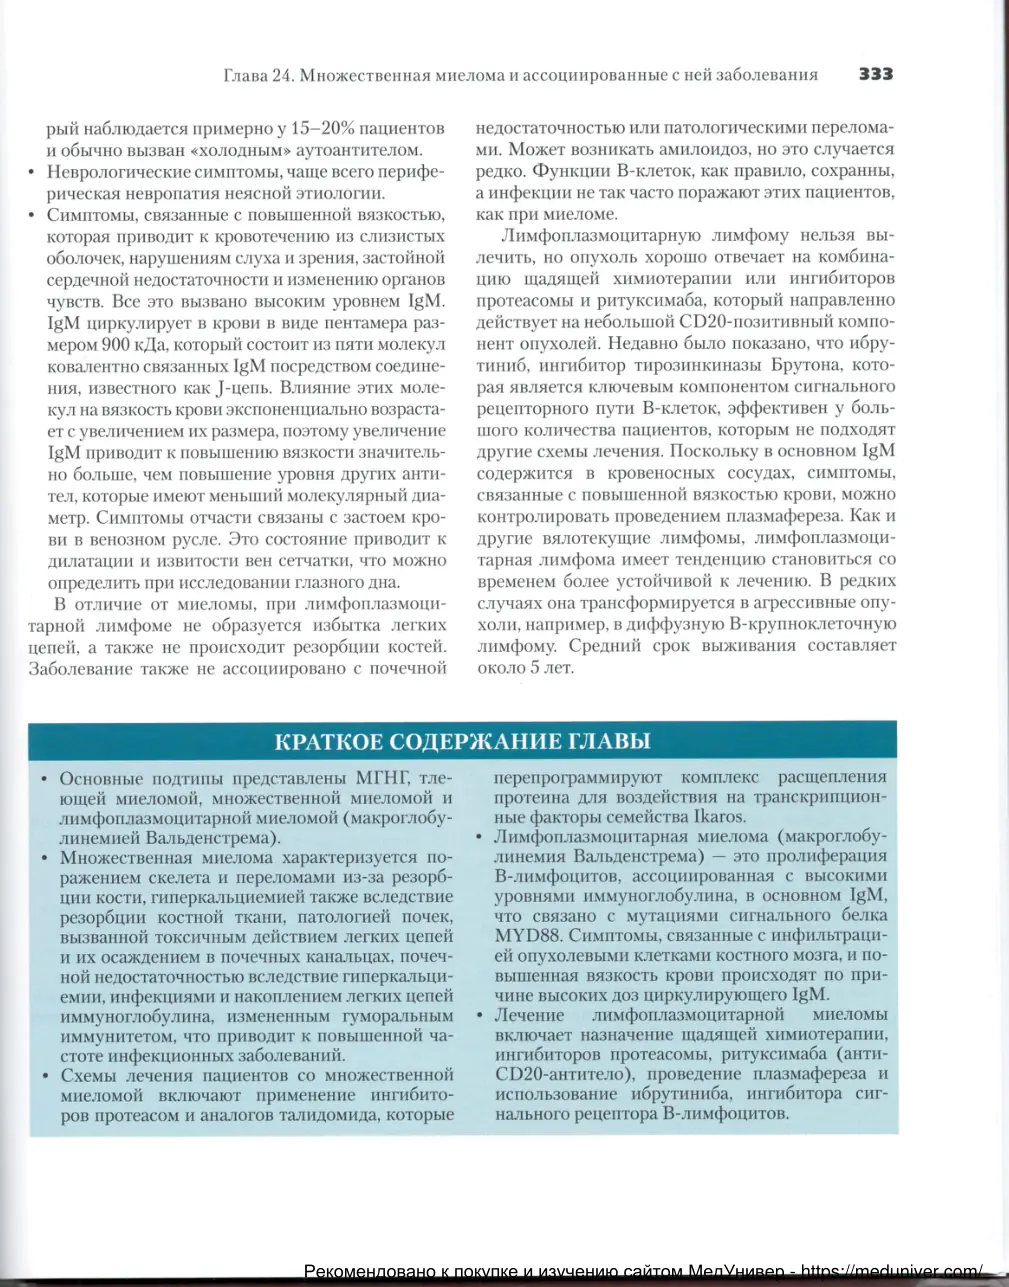 Глава 24. Множественная миелома и ассоциированные с ней заболевания 333
рый наблюдается примерно у 15–20% пациентов
и обычно вызван «холодным» аутоантителом.
• Неврологические симптомы, чаще всего перифе-
рическая невропатия неясной этиологии.
• Симптомы, связанные с повышенной вязкостью,
которая приводит к кровотечению из слизистых
оболочек, нарушениям слуха и зрения, застойной
сердечной недостаточности и изменению органов
чувств. Все это вызвано высоким уровнем IgM.
IgM циркулирует в крови в виде пентамера раз-
мером 900 кДа, который состоит из пяти молекул
ковалентно связанных IgM посредством соедине-
ния, известного как J-цепь. Влияние этих моле-
кул на вязкость крови экспоненциально возраста-
ет с увеличением их размера, поэтому увеличение
IgM приводит к повышению вязкости значитель-
но больше, чем повышение уровня других анти-
тел, которые имеют меньший молекулярный диа-
метр. Симптомы отчасти связаны с застоем кро-
ви в венозном русле. Это состояние приводит к
дилатации и извитости вен сетчатки, что можно
определить при исследовании глазного дна.
В отличие от миеломы, при лимфоплазмоци-
тарной лимфоме не образуется избытка легких
цепей, а также не происходит резорбции костей.
Заболевание также не ассоциировано с почечной
недостаточностью или патологическими перелома-
ми. Может возникать амилоидоз, но это случается
редко. Функции В-клеток, как правило, сохранны,
а инфекции не так часто поражают этих пациентов,
как при миеломе.
Лимфоплазмоцитарную лимфому нельзя вы-
лечить, но опухоль хорошо отвечает на комбина-
цию щадящей химиотерапии или ингибиторов
протеасомы и ритуксимаба, который направленно
действует на небольшой CD20-позитивный компо-
нент опухолей. Недавно было показано, что ибру-
тиниб, ингибитор тирозинкиназы Брутона, кото-
рая является ключевым компонентом сигнального
рецепторного пути В-клеток, эффективен у боль-
шого количества пациентов, которым не подходят
другие схемы лечения. Поскольку в основном IgM
содержится в кровеносных сосудах, симптомы,
связанные с повышенной вязкостью крови, можно
контролировать проведением плазмафереза. Как и
другие вялотекущие лимфомы, лимфоплазмоци-
тарная лимфома имеет тенденцию становиться со
временем более устойчивой к лечению. В редких
случаях она трансформируется в агрессивные опу-
холи, например, в диффузную В-крупноклеточную
лимфому. Средний срок выживания составляет
около 5 лет.
КРАТКОЕ СОДЕРЖАНИЕ ГЛАВЫ
• Основные подтипы представлены МГНГ, тле-
ющей миеломой, множественной миеломой и
лимфоплазмоцитарной миеломой (макроглобу-
линемией Вальденстрема).
• Множественная миелома характеризуется по-
ражением скелета и переломами из-за резорб-
ции кости, гиперкальциемией также вследствие
резорбции костной ткани, патологией почек,
вызванной токсичным действием легких цепей
и их осаждением в почечных канальцах, почеч-
ной недостаточностью вследствие гиперкальци-
емии, инфекциями и накоплением легких цепей
иммуноглобулина, измененным гуморальным
иммунитетом, что приводит к повышенной ча-
стоте инфекционных заболеваний.
• Схемы лечения пациентов со множественной
миеломой включают применение ингибито-
ров протеасом и аналогов талидомида, которые
перепрограммируют комплекс расщепления
протеина для воздействия на транскрипцион-
ные факторы семейства Ikaros.
• Лимфоплазмоцитарная миелома (макроглобу-
линемия Вальденстрема) — это пролиферация
В-лимфоцитов, ассоциированная с высокими
уровнями иммуноглобулина, в основном IgM,
что связано с мутациями сигнального белка
MYD88. Симптомы, связанные с инфильтраци-
ей опухолевыми клетками костного мозга, и по-
вышенная вязкость крови происходят по при-
чине высоких доз циркулирующего IgM.
• Лечение лимфоплазмоцитарной миеломы
включает назначение щадящей химиотерапии,
ингибиторов протеасомы, ритуксимаба (анти-
CD20-антитело), проведение плазмафереза и
использование ибрутиниба, ингибитора сиг-
нального рецептора В-лимфоцитов.
Рекомендовано к покупке и изучению сайтом МедУнивер - https://meduniver.com/